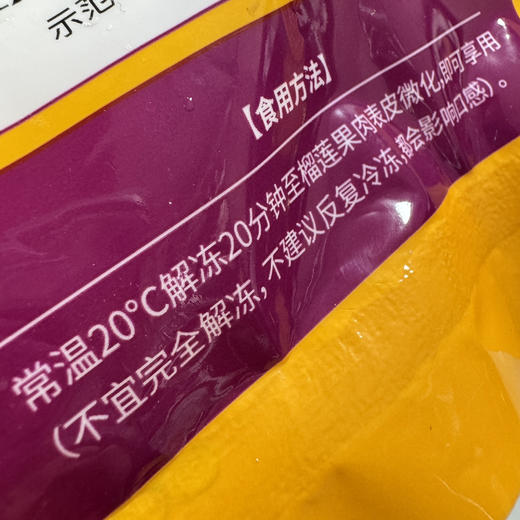 示范
【食用方法】
常温20℃解冻20分钟至榴莲果肉表皮微化,即可享用
(不宜完全解冻,不建议反复冷冻,都会影响口感)。